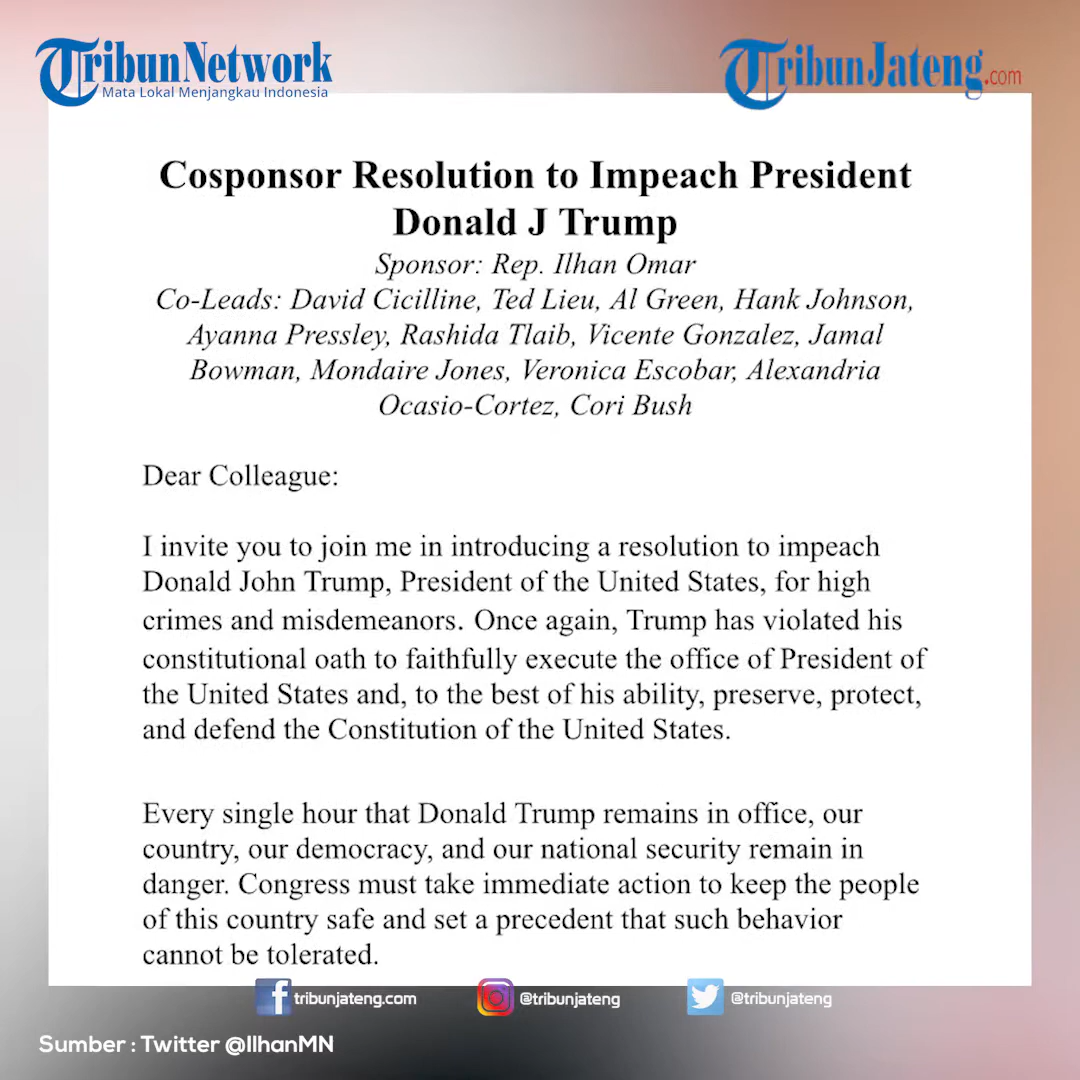 TribunNetwork
Mata Lokal Menjangkau Indonesia
TribunJateng.com
Cosponsor Resolution to Impeach President
Donald J Trump
Sponsor: Rep. Ilhan Omar
Co-Leads: David Cicilline, Ted Lieu, Al Green, Hank Johnson,
Ayanna Pressley, Rashida Tlaib, Vicente Gonzalez, Jamal
Bowman, Mondaire Jones, Veronica Escobar, Alexandria
Ocasio-Cortez, Cori Bush
Dear Colleague:
I invite you to join me in introducing a resolution to impeach
Donald John Trump, President of the United States, for high
crimes and misdemeanors. Once again, Trump has violated his
constitutional oath to faithfully execute the office of President of
the United States and, to the best of his ability, preserve, protect,
and defend the Constitution of the United States.
Every single hour that Donald Trump remains in office, our
country, our democracy, and our national security remain in
danger. Congress must take immediate action to keep the people
of this country safe and set a precedent that such behavior
cannot be tolerated.
tribunjateng.com
@tribunjateng
@tribunjateng
Sumber : Twitter @IlhanMN